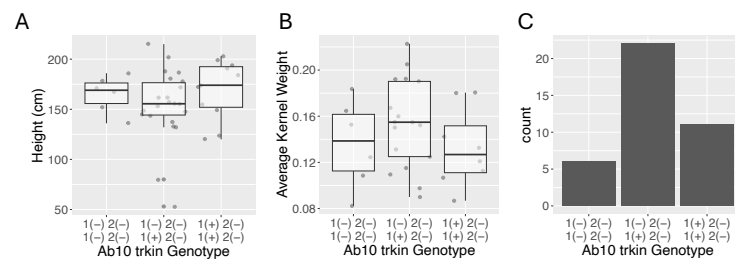 A
Height (cm)
200
150
100
50
1(−) 2(−) 1(−) 2(−) 1(+) 2(−)
1(−) 2(−) 1(+) 2(−) 1(+) 2(−)
Ab10 trkin Genotype
B
Average Kernel Weight
0.20
0.16
0.12
0.08
1(−) 2(−) 1(−) 2(−) 1(+) 2(−)
1(−) 2(−) 1(+) 2(−) 1(+) 2(−)
Ab10 trkin Genotype
C
count
20
15
10
5
0
1(−) 2(−) 1(−) 2(−) 1(+) 2(−)
1(−) 2(−) 1(+) 2(−) 1(+) 2(−)
Ab10 trkin Genotype